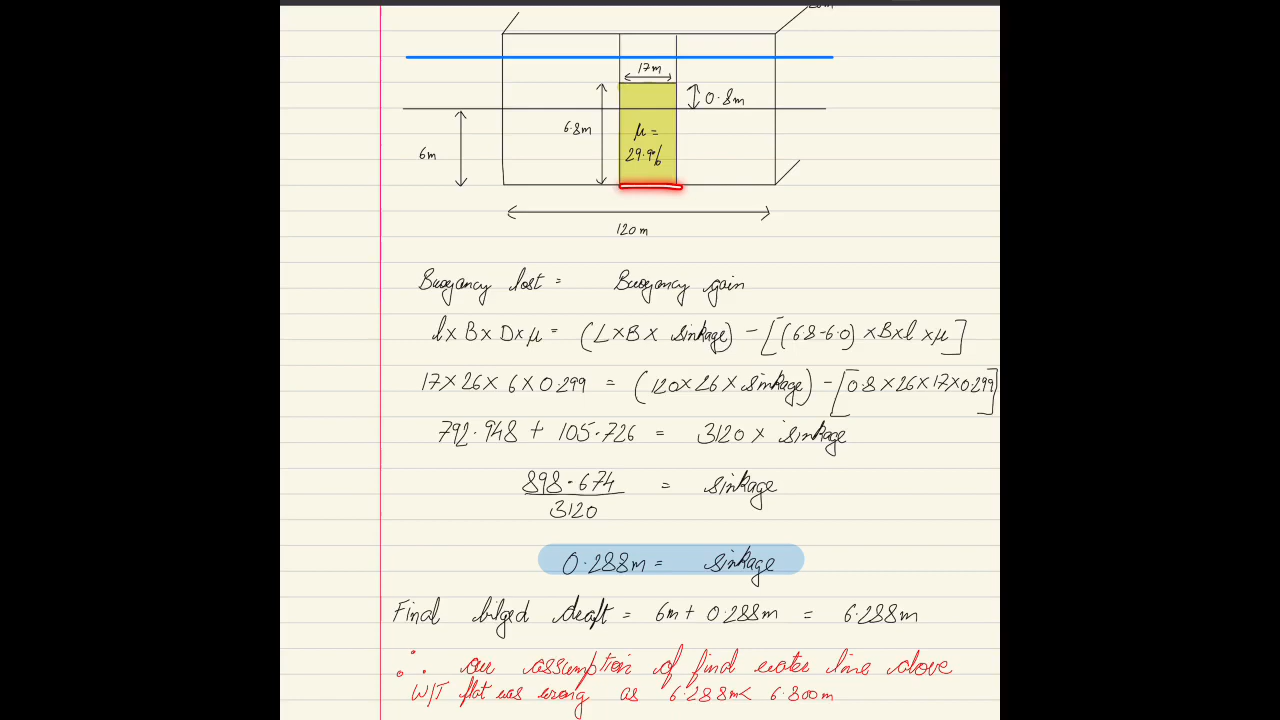 17m
0.8m
6.8m
μ =
29.9%
6m
120m
Buoyancy lost = Buoyancy gain
l x B x D x μ = (L x B x sinkage) - [(6.8-6.0) x B x l x μ]
17 x 26 x 6 x 0.299 = (120 x 26 x sinkage) - [0.8 x 26 x 17 x 0.299]
792.948 + 105.726 = 3120 x sinkage
898.674 = sinkage
3120
0.288m = sinkage
Final bilged draft = 6m + 0.288m = 6.288m
∴ our assumption of find water line above
W/T flat was wrong as 6.288m < 6.800m